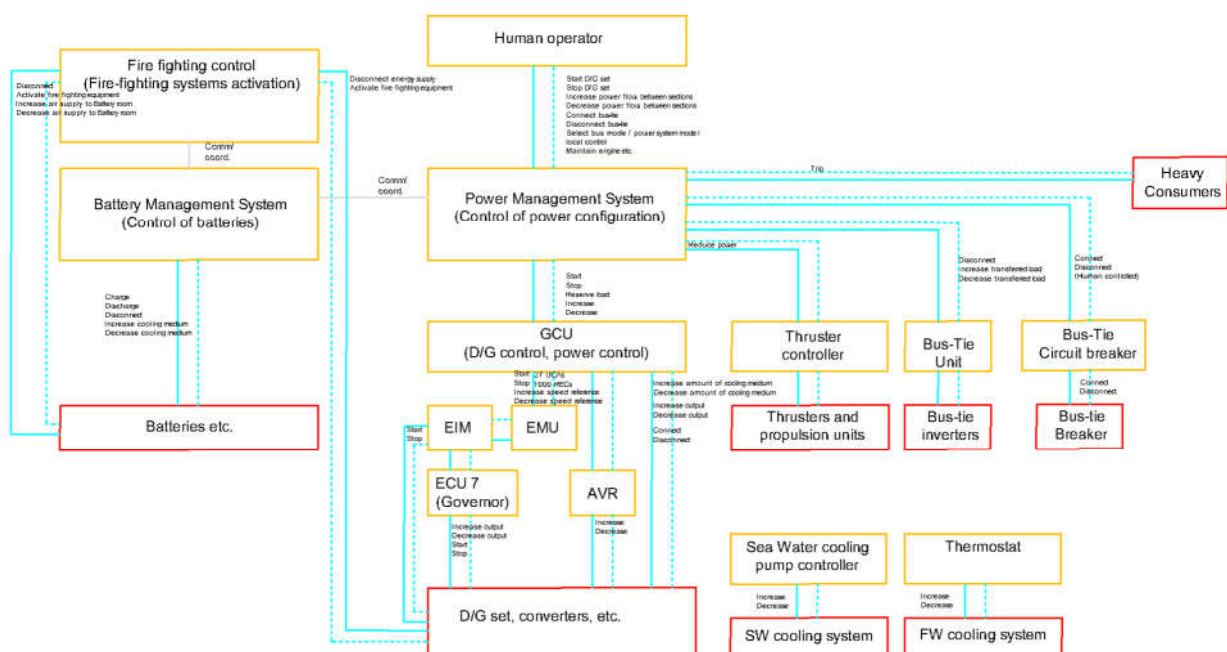 Human operator
Fire fighting control
(Fire-fighting systems activation)
Disconnect
Activate fire fighting equipment
Increase air supply to Battery room
Decrease air supply to Battery room
Disconnect energy supply
Activate fire fighting equipment
Start D/G set
Stop D/G set
Increase power flow between sections
Decrease power flow between sections
Connect bus-tie
Disconnect bus-tie
Select bus mode / power system mode /
local control
Maintain engine etc.
Comm/
coord.
Comm/
coord.
Battery Management System
(Control of batteries)
Power Management System
(Control of power configuration)
Trip
Heavy
Consumers
Reduce power
Disconnect
Increase transferred load
Decrease transferred load
Connect
Disconnect
(Human controlled)
Charge
Discharge
Disconnect
Increase cooling medium
Decrease cooling medium
Start
Stop
Reserve load
Increase
Decrease
GCU
(D/G control, power control)
Thruster
controller
Bus-Tie
Unit
Bus-Tie
Circuit breaker
Start 27 UCAs
Stop 1000 RECs
Increase speed reference
Decrease speed reference
Increase amount of cooling medium
Decrease amount of cooling medium
Increase output
Decrease output
Connect
Disconnect
Connect
Disconnect
Batteries etc.
Start
Stop
EIM
EMU
Thrusters and
propulsion units
Bus-tie
inverters
Bus-tie
Breaker
ECU 7
(Governor)
AVR
Increase output
Decrease output
Start
Stop
Increase
Decrease
Sea Water cooling
pump controller
Thermostat
Increase
Decrease
Increase
Decrease
D/G set, converters, etc.
SW cooling system
FW cooling system